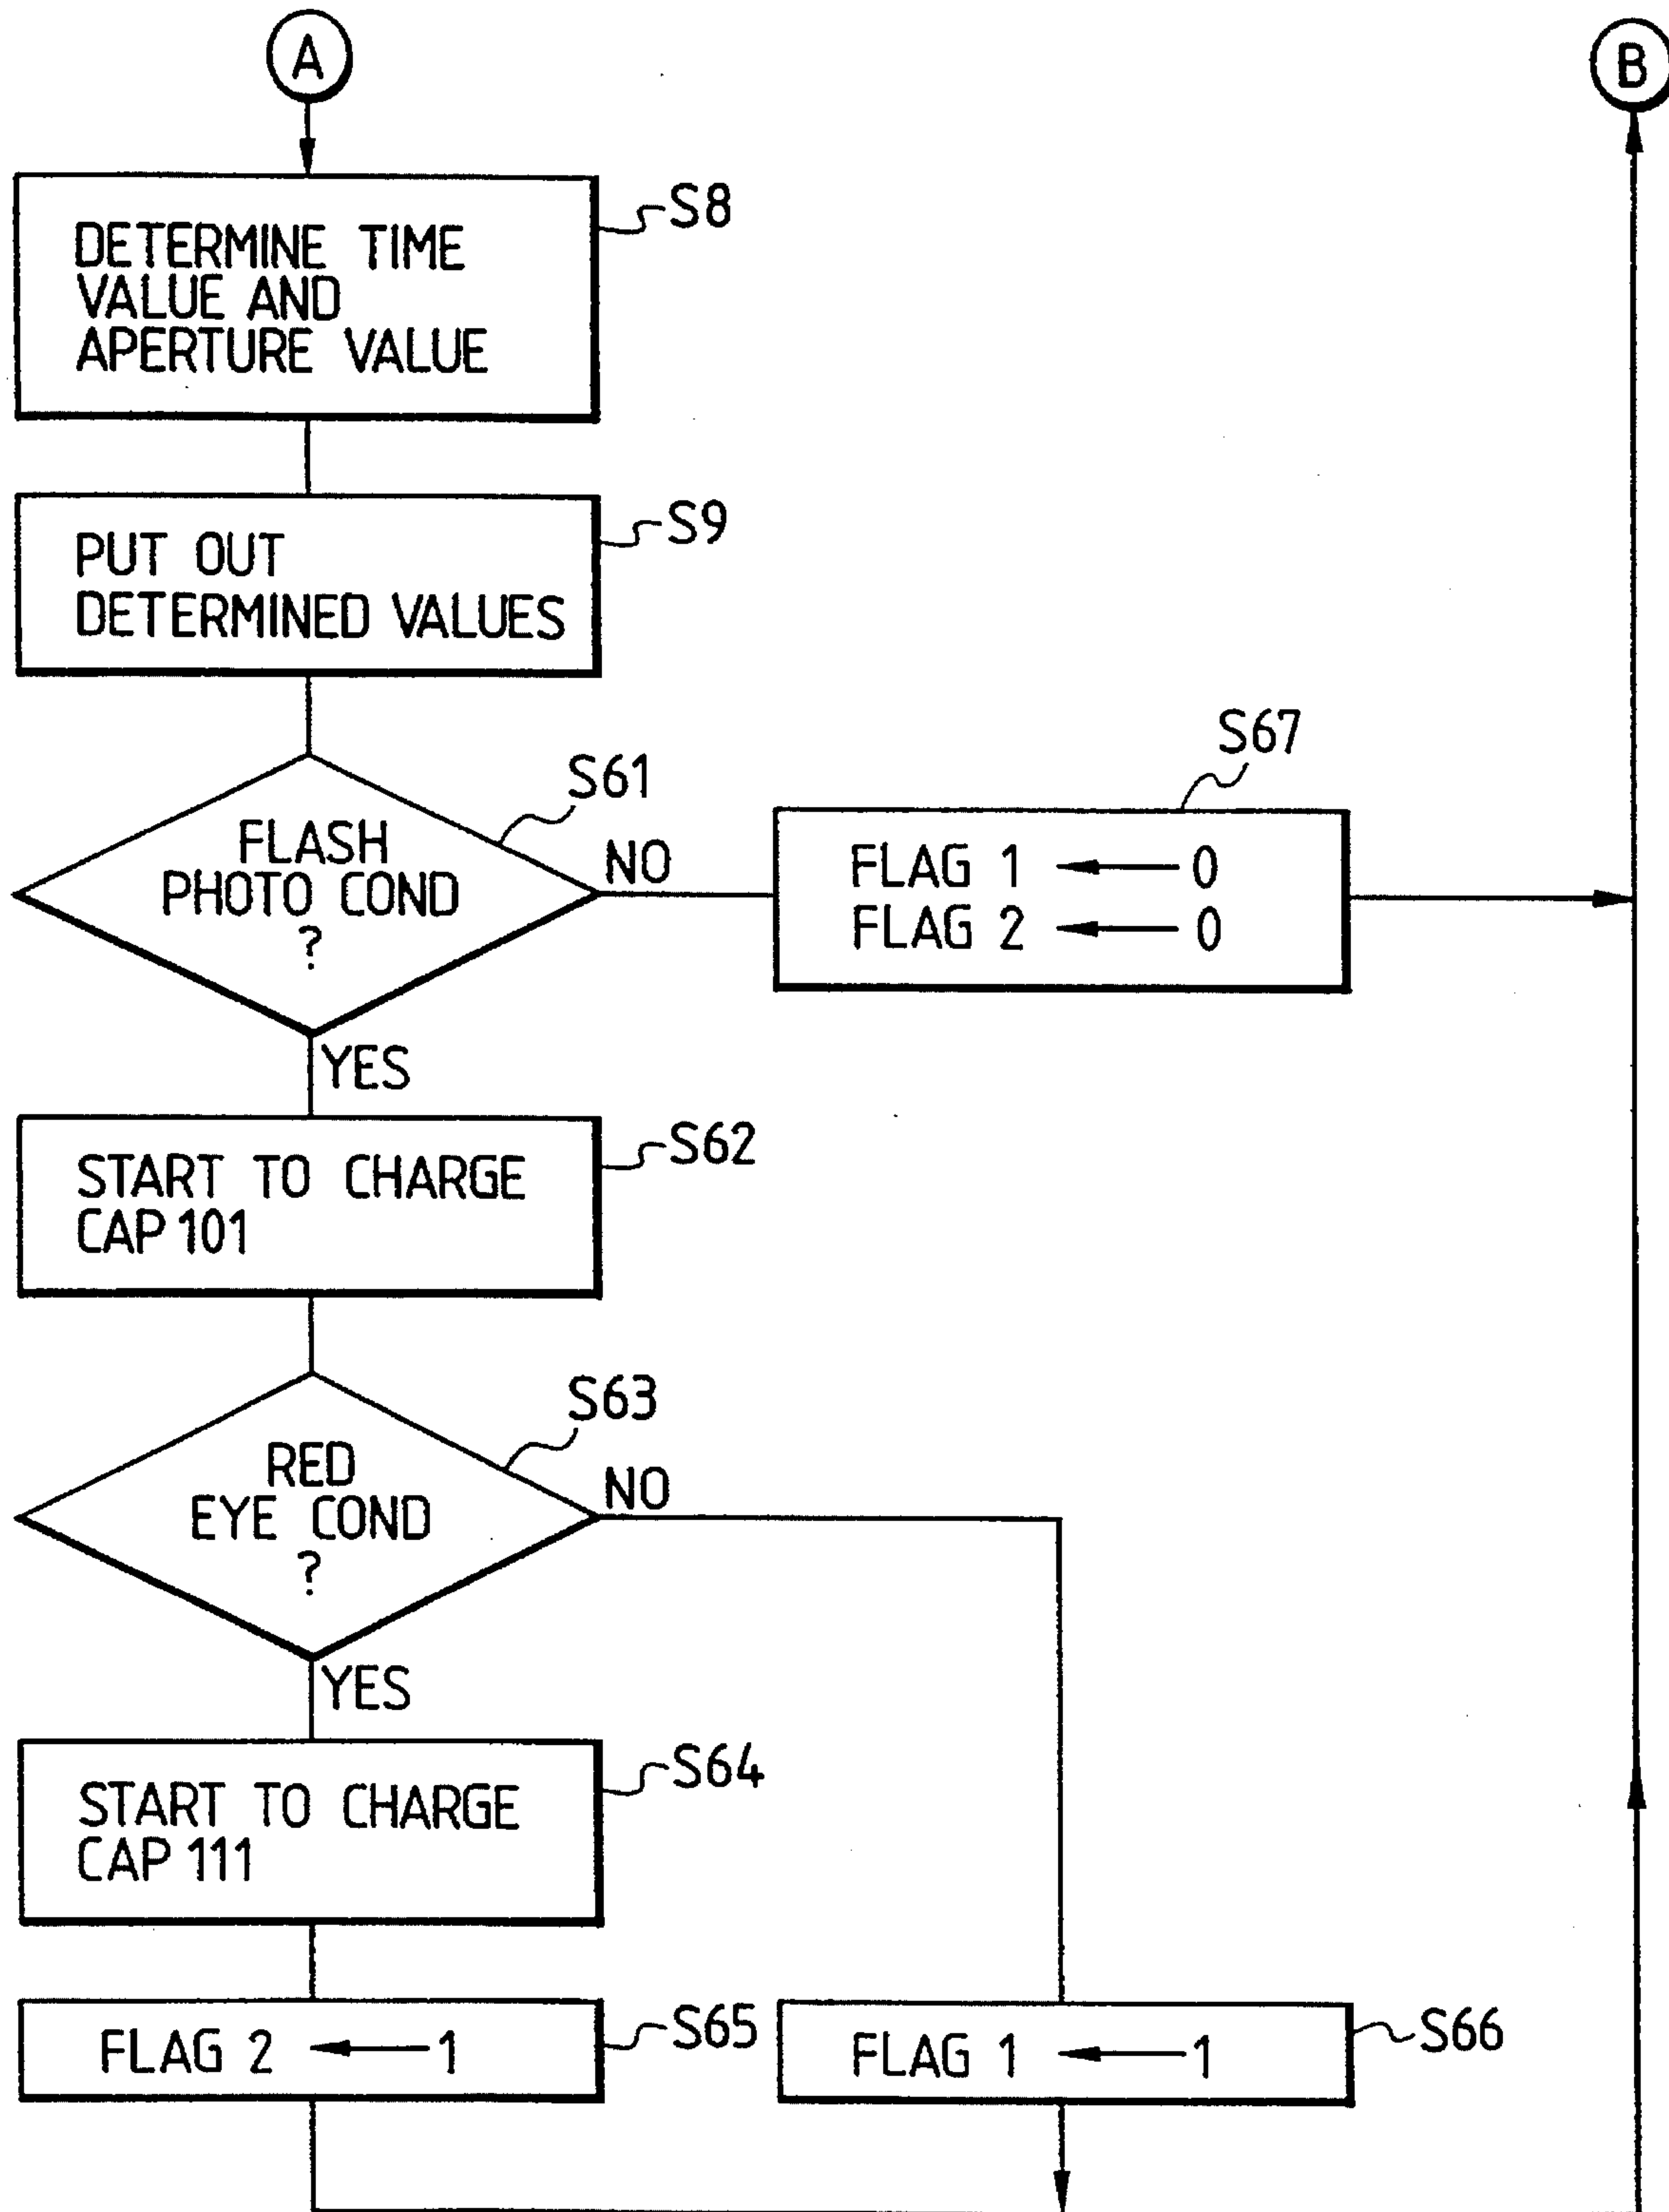 A
B
S8
DETERMINE TIME
VALUE AND
APERTURE VALUE
S9
PUT OUT
DETERMINED VALUES
S61
FLASH
PHOTO COND
?
NO
YES
S67
FLAG 1 ← 0
FLAG 2 ← 0
S62
START TO CHARGE
CAP 101
S63
RED
EYE COND
?
NO
YES
S64
START TO CHARGE
CAP 111
S65
FLAG 2 ← 1
S66
FLAG 1 ← 1